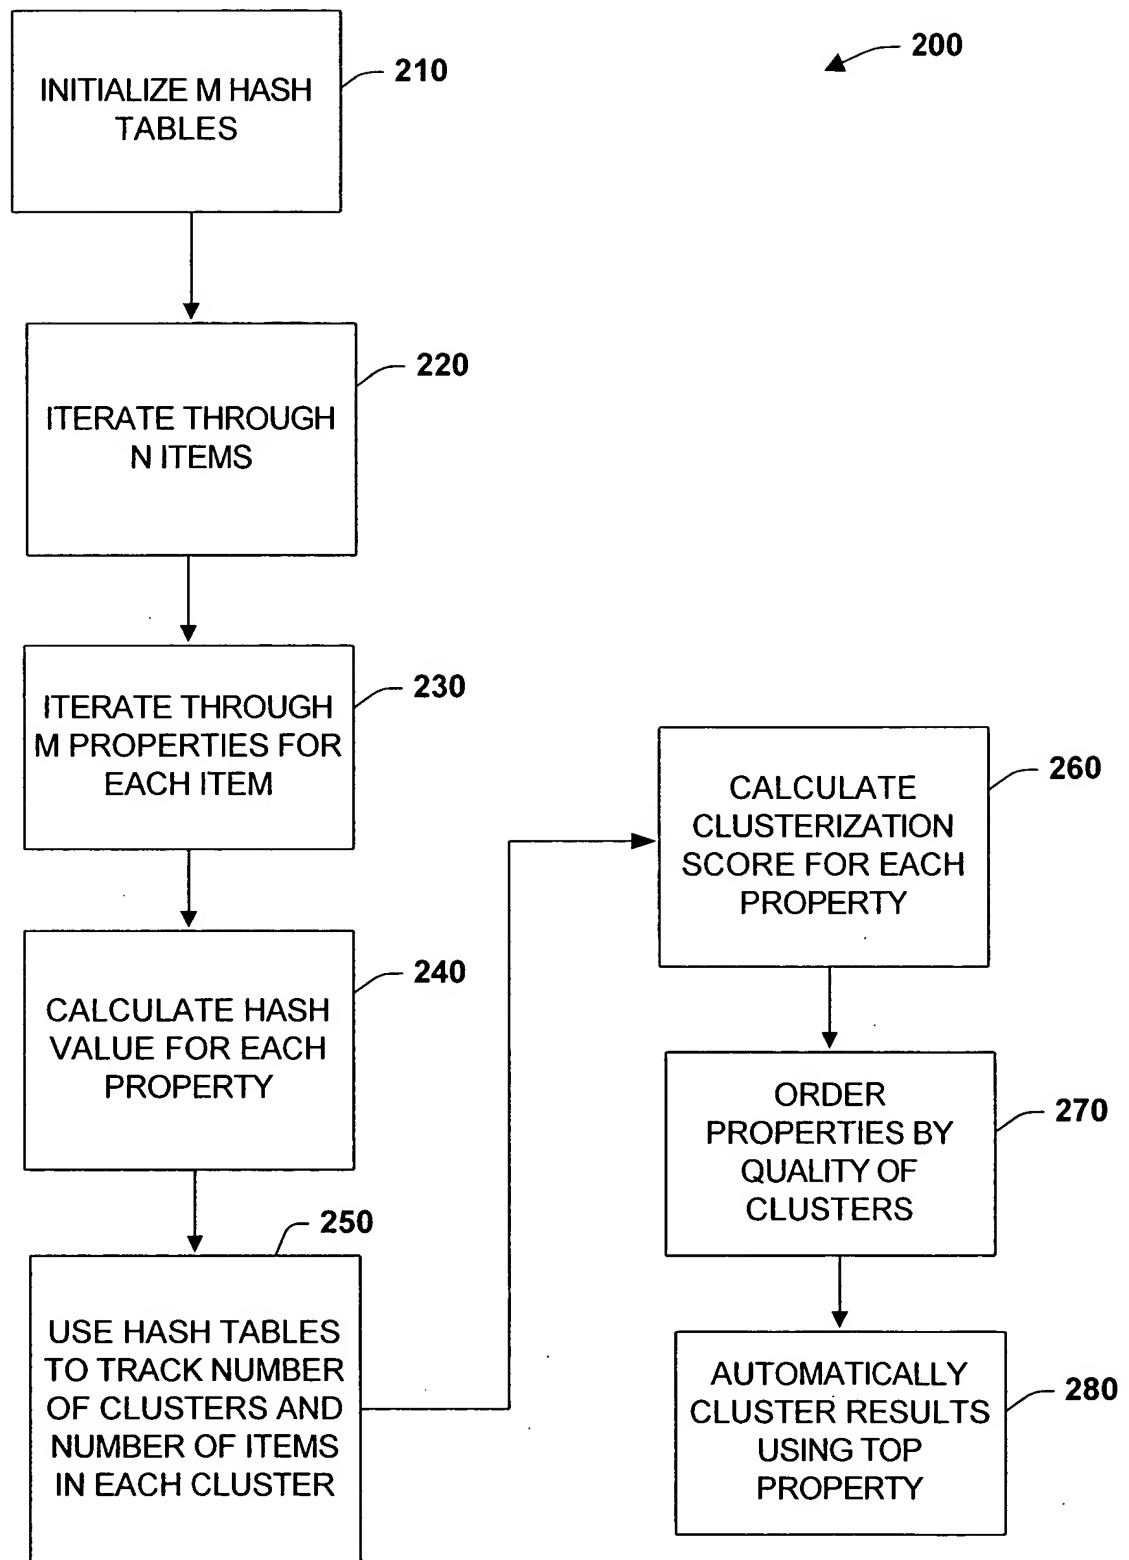 200
INITIALIZE M HASH
TABLES
210
ITERATE THROUGH
N ITEMS
220
ITERATE THROUGH
M PROPERTIES FOR
EACH ITEM
230
CALCULATE HASH
VALUE FOR EACH
PROPERTY
240
USE HASH TABLES
TO TRACK NUMBER
OF CLUSTERS AND
NUMBER OF ITEMS
IN EACH CLUSTER
250
CALCULATE
CLUSTERIZATION
SCORE FOR EACH
PROPERTY
260
ORDER
PROPERTIES BY
QUALITY OF
CLUSTERS
270
AUTOMATICALLY
CLUSTER RESULTS
USING TOP
PROPERTY
280